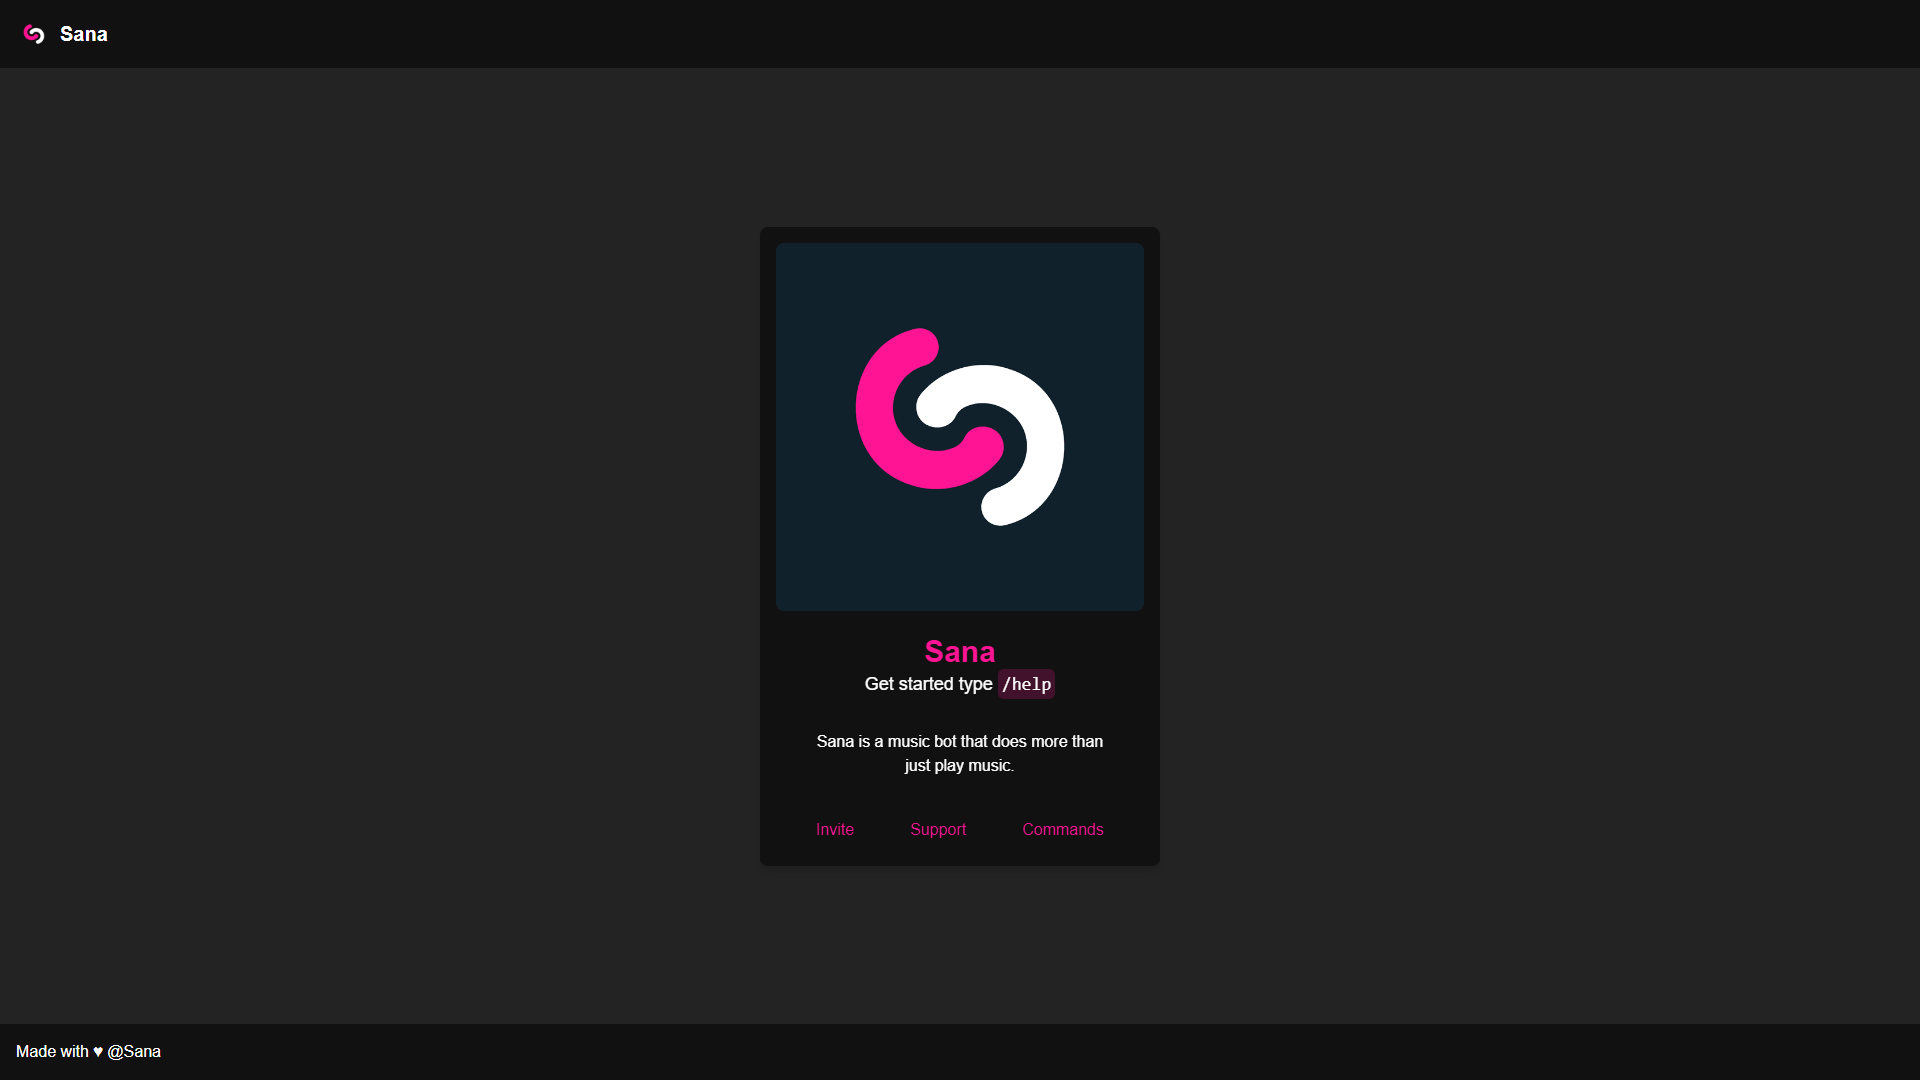 Sana
Sana
Get started type /help
Sana is a music bot that does more than
just play music.
Invite Support Commands
Made with ♥ @Sana